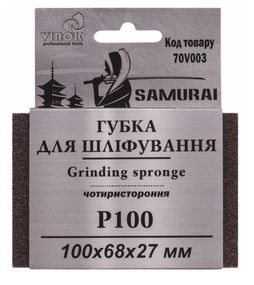 VIROK
professional tools
Код товару
70V003
SAMURAI
ГУБКА
ДЛЯ ШЛІФУВАННЯ
Grinding spronge
чотиристороння
P100
100x68x27 мм